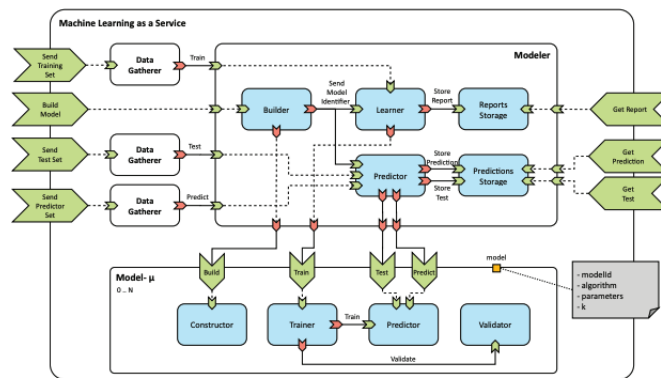 Machine Learning as a Service
Send
Training
Set
Data
Gatherer
Train
Modeler
Send
Model
Identifier
Store
Report
Build
Model
Builder
Learner
Reports
Storage
Get Report
Send
Test Set
Data
Gatherer
Test
Store
Prediction
Predictor
Predictions
Storage
Store
Test
Get
Prediction
Get
Test
Send
Predictor
Set
Data
Gatherer
Predict
Build
Train
Test
Predict
model
Model- μ
0 .. N
- modelId
- algorithm
- parameters
- k
Constructor
Trainer
Train
Predictor
Validator
Validate